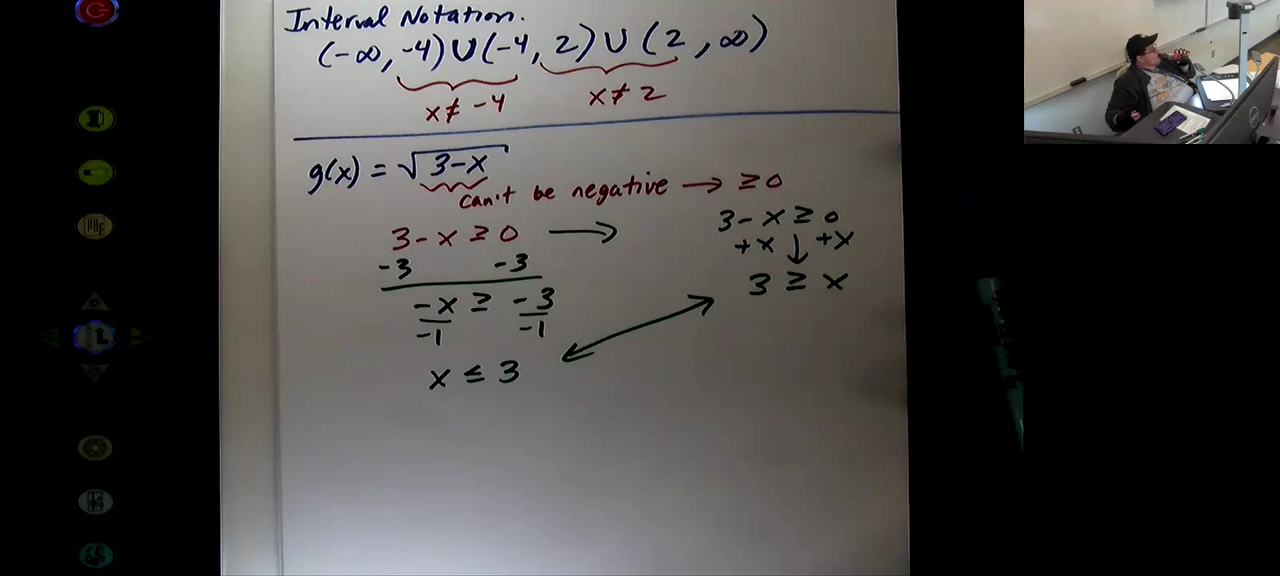 Interval Notation.
(-∞, -4) ∪ (-4, 2) ∪ (2, ∞)
x ≠ -4
x ≠ 2
g(x) = √3-x
can't be negative → ≥0
3 - x ≥ 0 →
-3 -3
-x ≥ -3
-1 -1
x ≤ 3
3 - x ≥ 0
+x ↓ +x
3 ≥ x